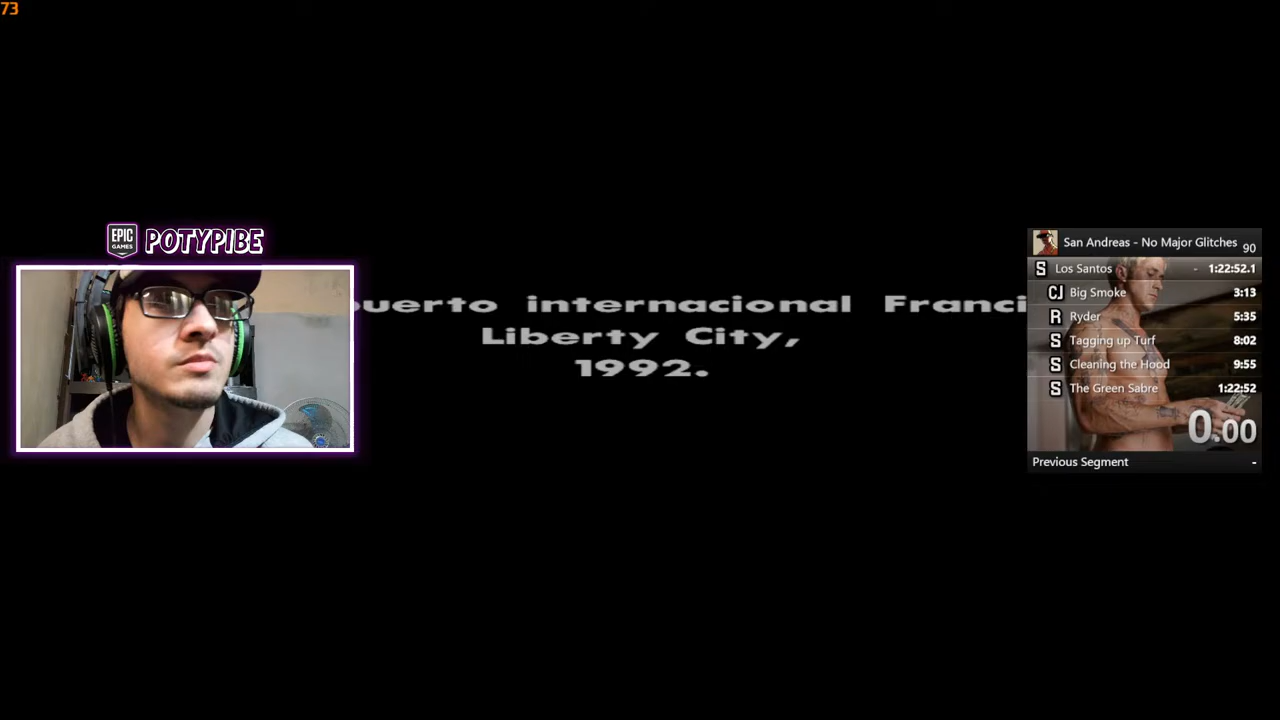 73
EPIC
GAMES
POTYPIBE
puerto internacional Franci
Liberty City,
1992.
San Andreas - No Major Glitches 90
S Los Santos - 1:22:52.1
CJ Big Smoke 3:13
R Ryder 5:35
S Tagging up Turf 8:02
S Cleaning the Hood 9:55
S The Green Sabre 1:22:52
0.00
Previous Segment -